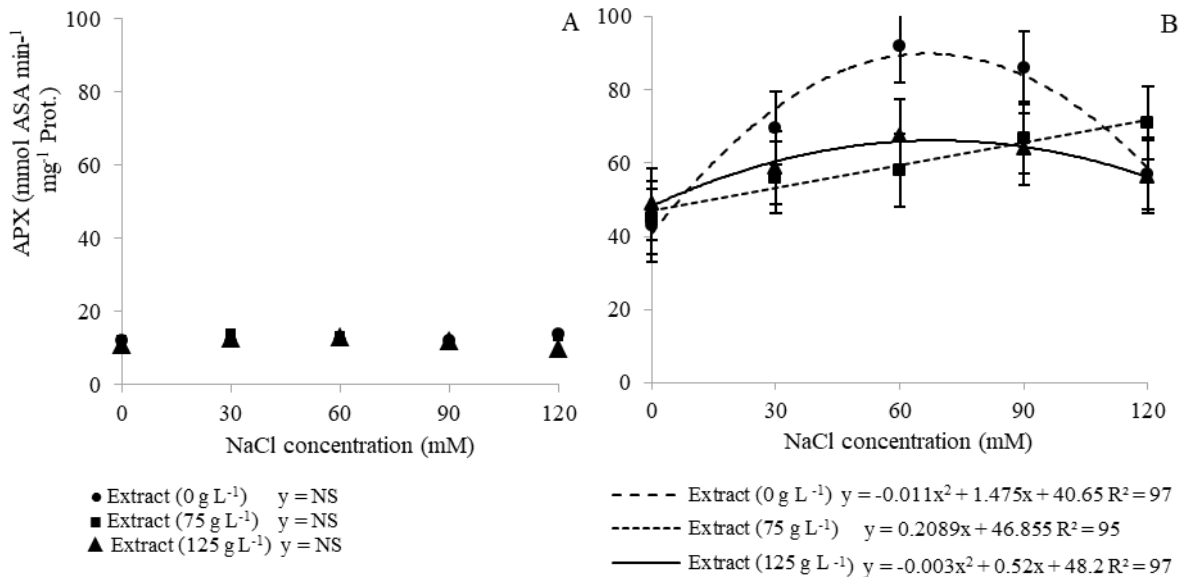 A
APX (mmol ASA min-1
mg-1 Prot.)
100
80
60
40
20
0
0 30 60 90 120
NaCl concentration (mM)
● Extract (0 g L-1) y = NS
■ Extract (75 g L-1) y = NS
▲ Extract (125 g L-1) y = NS
B
100
80
60
40
20
0
0 30 60 90 120
NaCl concentration (mM)
Extract (0 g L-1) y = -0.011x2 + 1.475x + 40.65 R2 = 97
Extract (75 g L-1) y = 0.2089x + 46.855 R2 = 95
Extract (125 g L-1) y = -0.003x2 + 0.52x + 48.2 R2 = 97